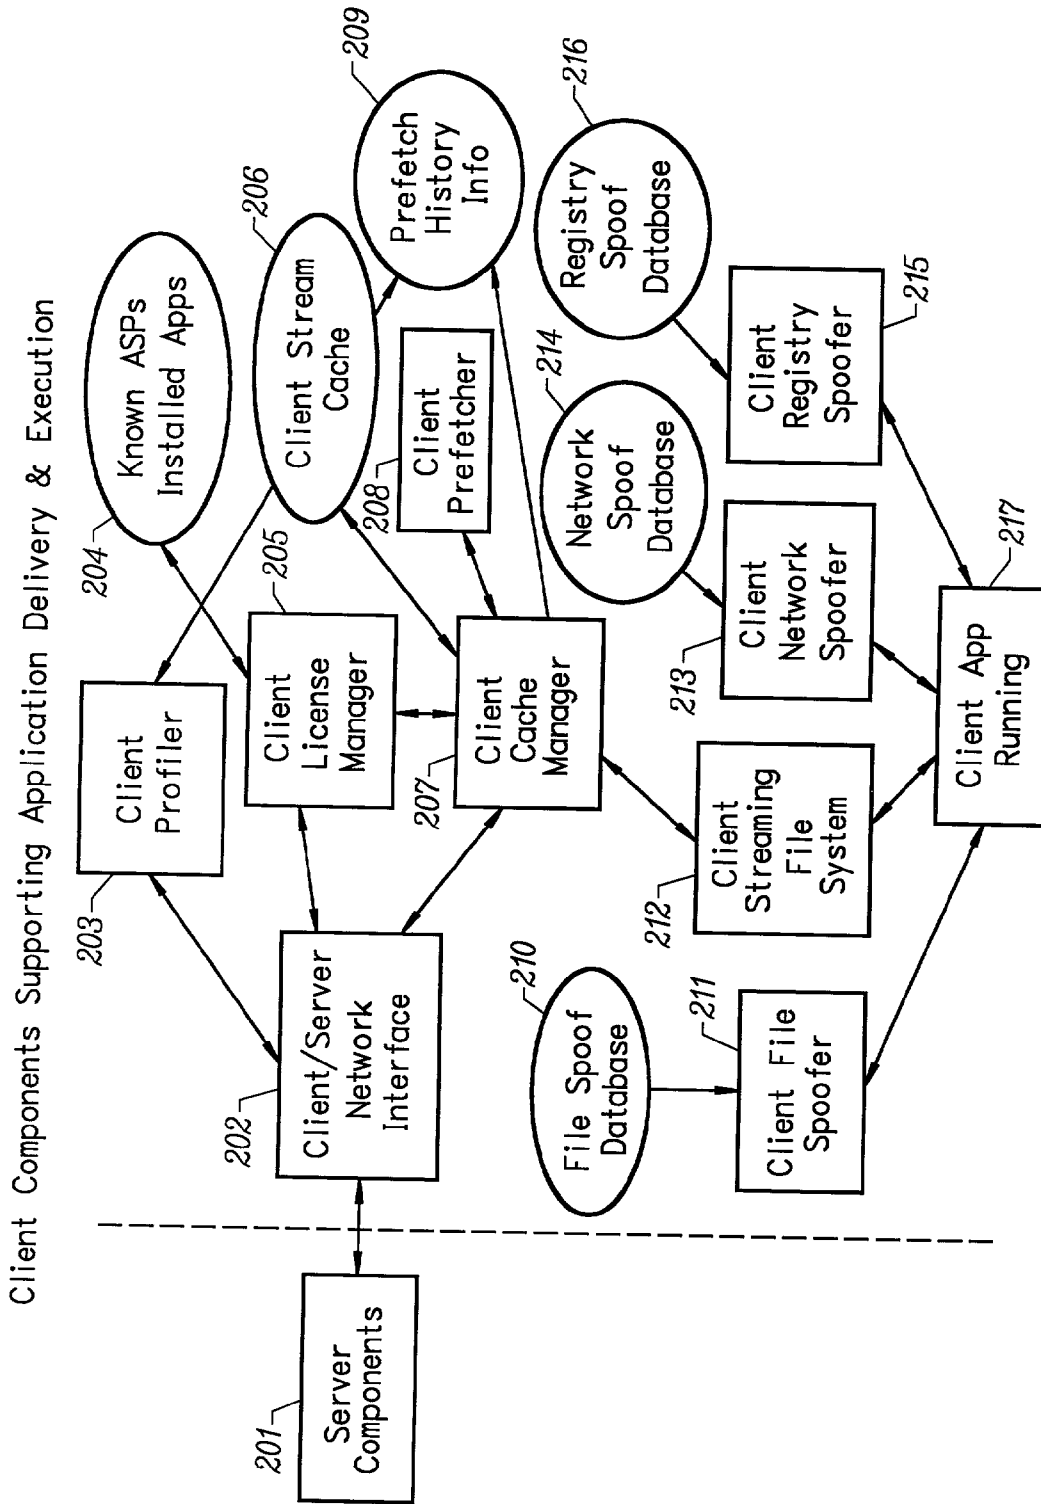 Client Components Supporting Application Delivery & Execution
201
Server
Components
202
Client/Server
Network
Interface
203
Client
Profiler
204
Known ASPs
Installed Apps
205
Client
License
Manager
206
Client Stream
Cache
207
Client
Cache
Manager
208
Client
Prefetcher
209
Prefetch
History
Info
210
File Spoof
Database
211
Client File
Spoofer
212
Client
Streaming
File
System
213
Client
Network
Spoofer
214
Network
Spoof
Database
215
Client
Registry
Spoofer
216
Registry
Spoof
Database
217
Client App
Running